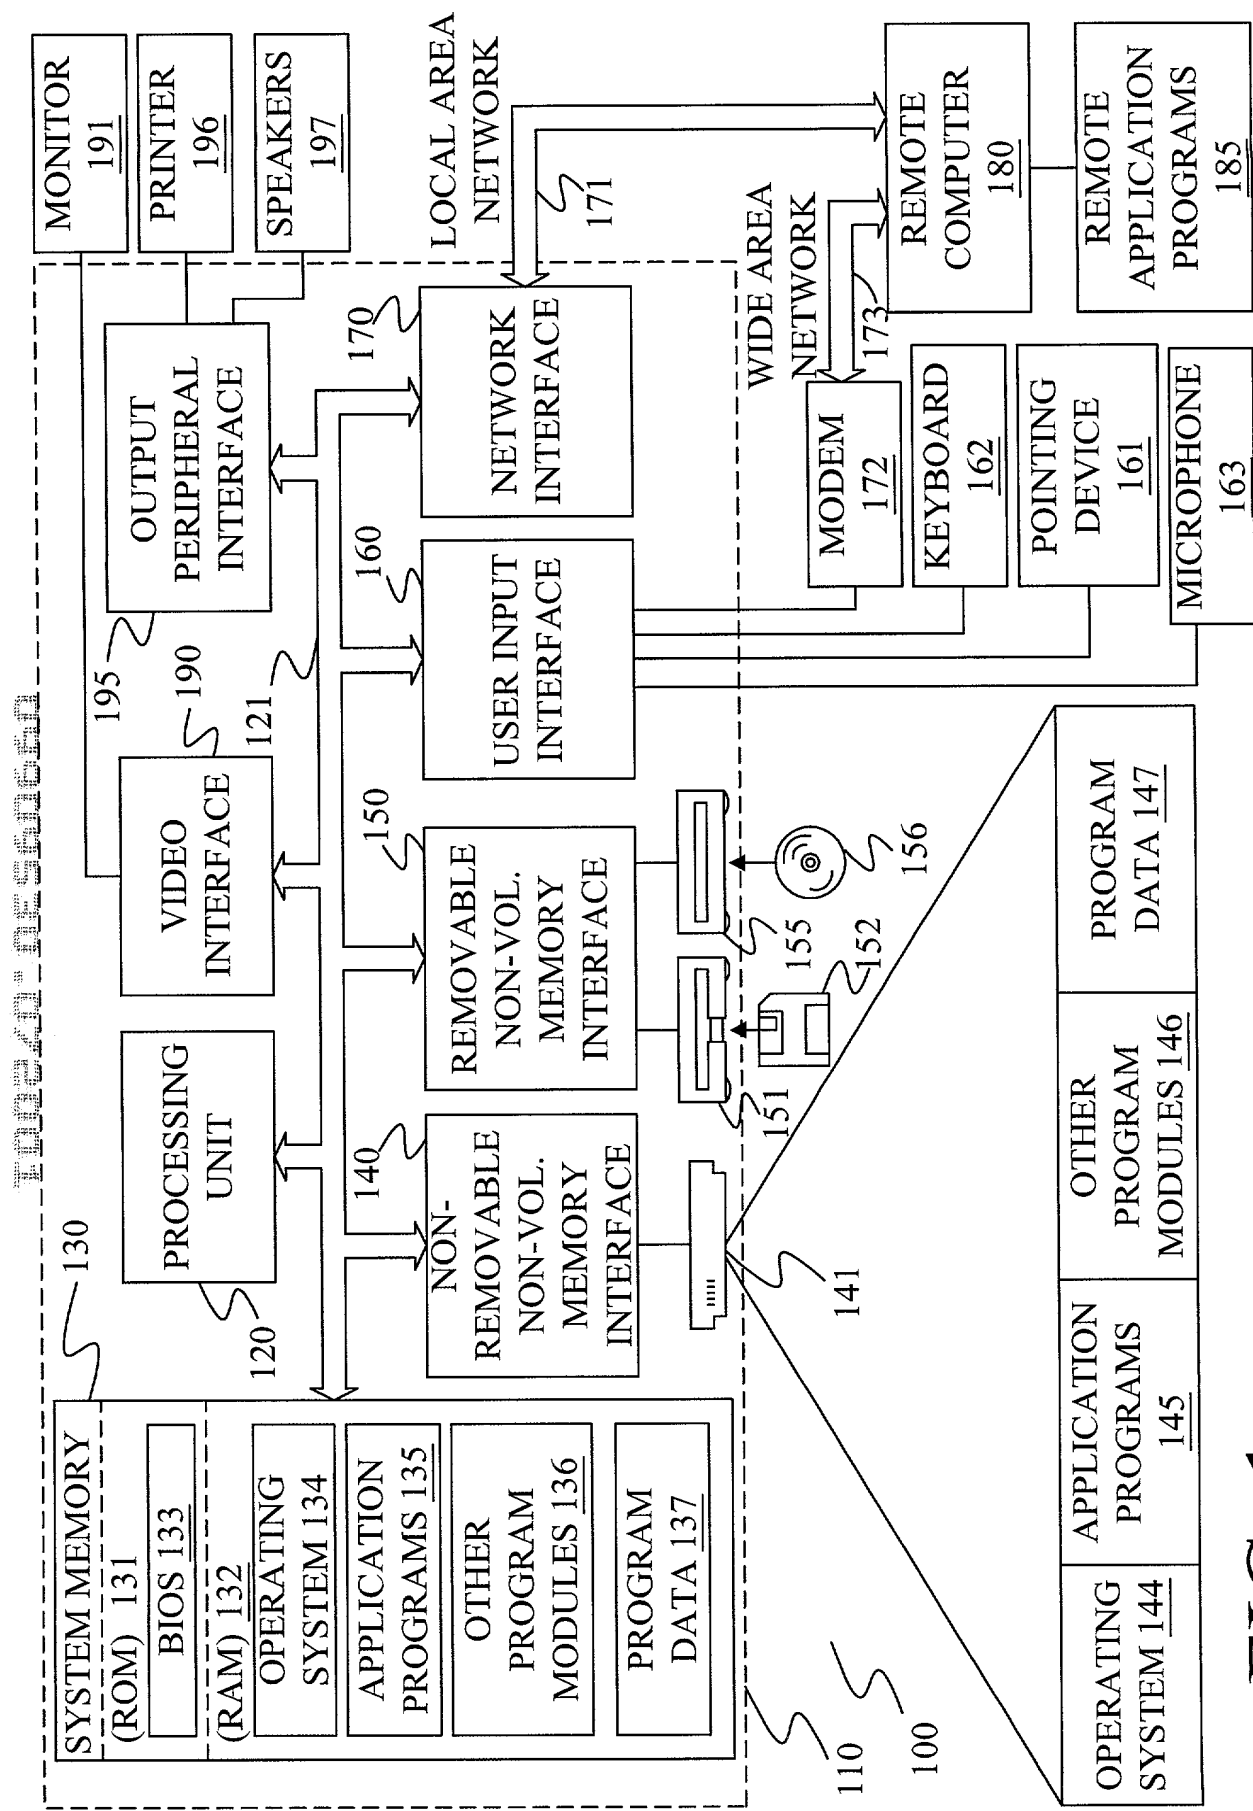 SYSTEM MEMORY
(ROM) 131
BIOS 133
(RAM) 132
OPERATING
SYSTEM 134
APPLICATION
PROGRAMS 135
OTHER
PROGRAM
MODULES 136
PROGRAM
DATA 137
130
PROCESSING
UNIT
120
VIDEO
INTERFACE
190
121
OUTPUT
PERIPHERAL
INTERFACE
195
MONITOR
191
PRINTER
196
SPEAKERS
197
NON-
REMOVABLE
NON-VOL.
MEMORY
INTERFACE
140
REMOVABLE
NON-VOL.
MEMORY
INTERFACE
150
USER INPUT
INTERFACE
160
NETWORK
INTERFACE
170
LOCAL AREA
NETWORK
171
141
151
152
155
156
WIDE AREA
NETWORK
173
MODEM
172
KEYBOARD
162
POINTING
DEVICE
161
MICROPHONE
163
REMOTE
COMPUTER
180
REMOTE
APPLICATION
PROGRAMS
185
110
100
OPERATING
SYSTEM 144
APPLICATION
PROGRAMS
145
OTHER
PROGRAM
MODULES 146
PROGRAM
DATA 147